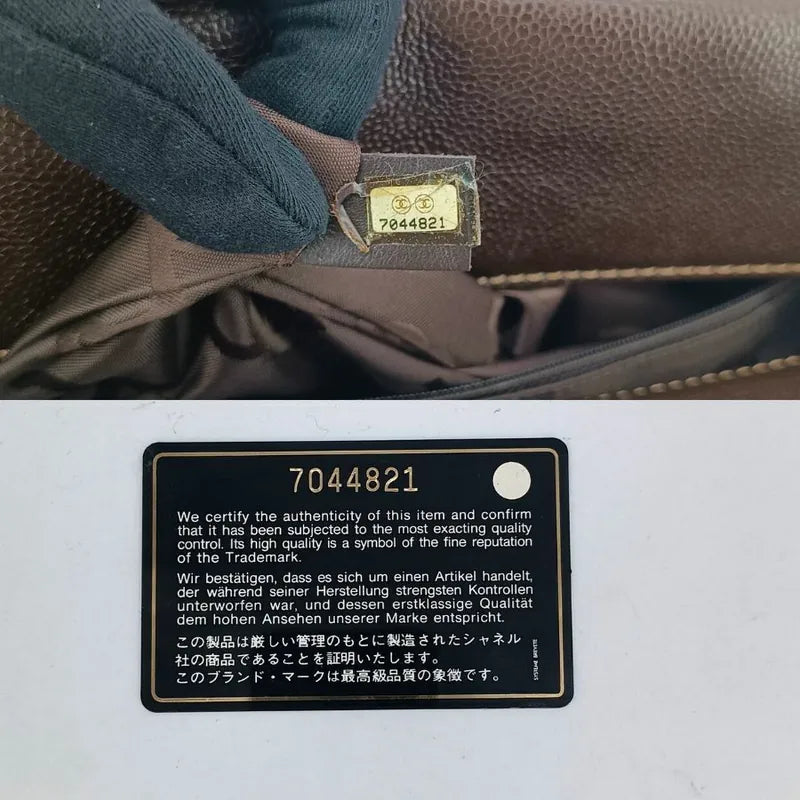 7044821
7044821
We certify the authenticity of this item and confirm
that it has been subjected to the most exacting quality
control. Its high quality is a symbol of the fine reputation
of the Trademark.
Wir bestätigen, dass es sich um einen Artikel handelt,
der während seiner Herstellung strengsten Kontrollen
unterworfen war, und dessen erstklassige Qualität
dem hohen Ansehen unserer Marke entspricht.
この製品は厳しい管理のもとに製造されたシャネル
社の商品であることを証明いたします。
このブランド・マークは最高級品質の象徴です。
SYSTEME BREVETE